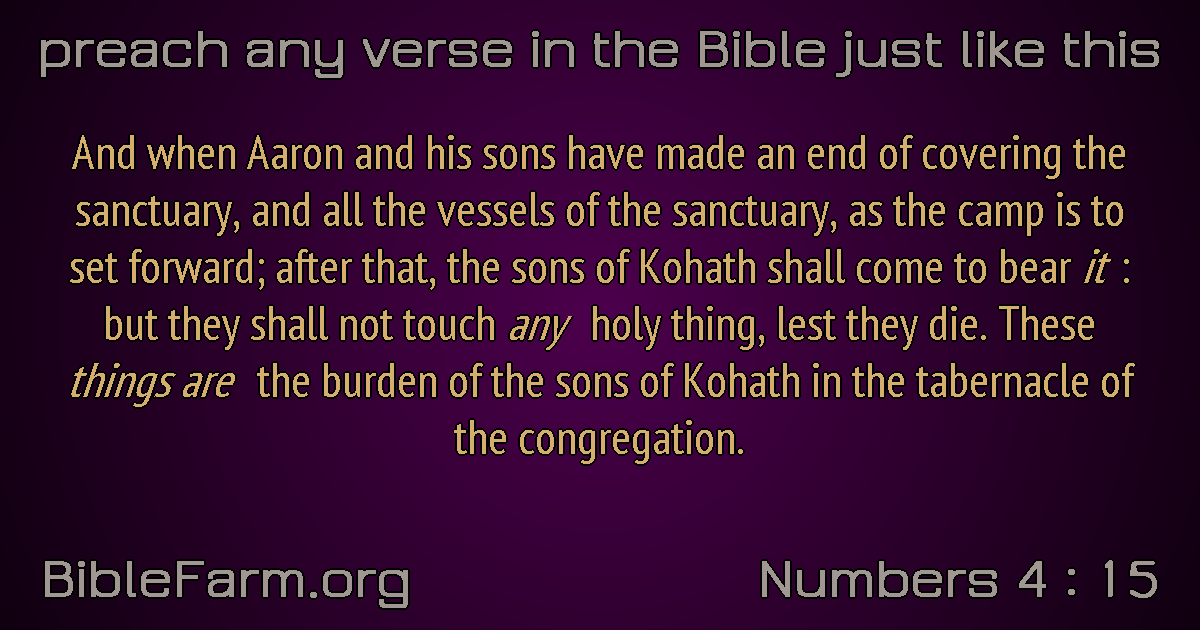 preach any verse in the Bible just like this
And when Aaron and his sons have made an end of covering the
sanctuary, and all the vessels of the sanctuary, as the camp is to
set forward; after that, the sons of Kohath shall come to bear it :
but they shall not touch any holy thing, lest they die. These
things are the burden of the sons of Kohath in the tabernacle of
the congregation.
BibleFarm.org
Numbers 4 : 15